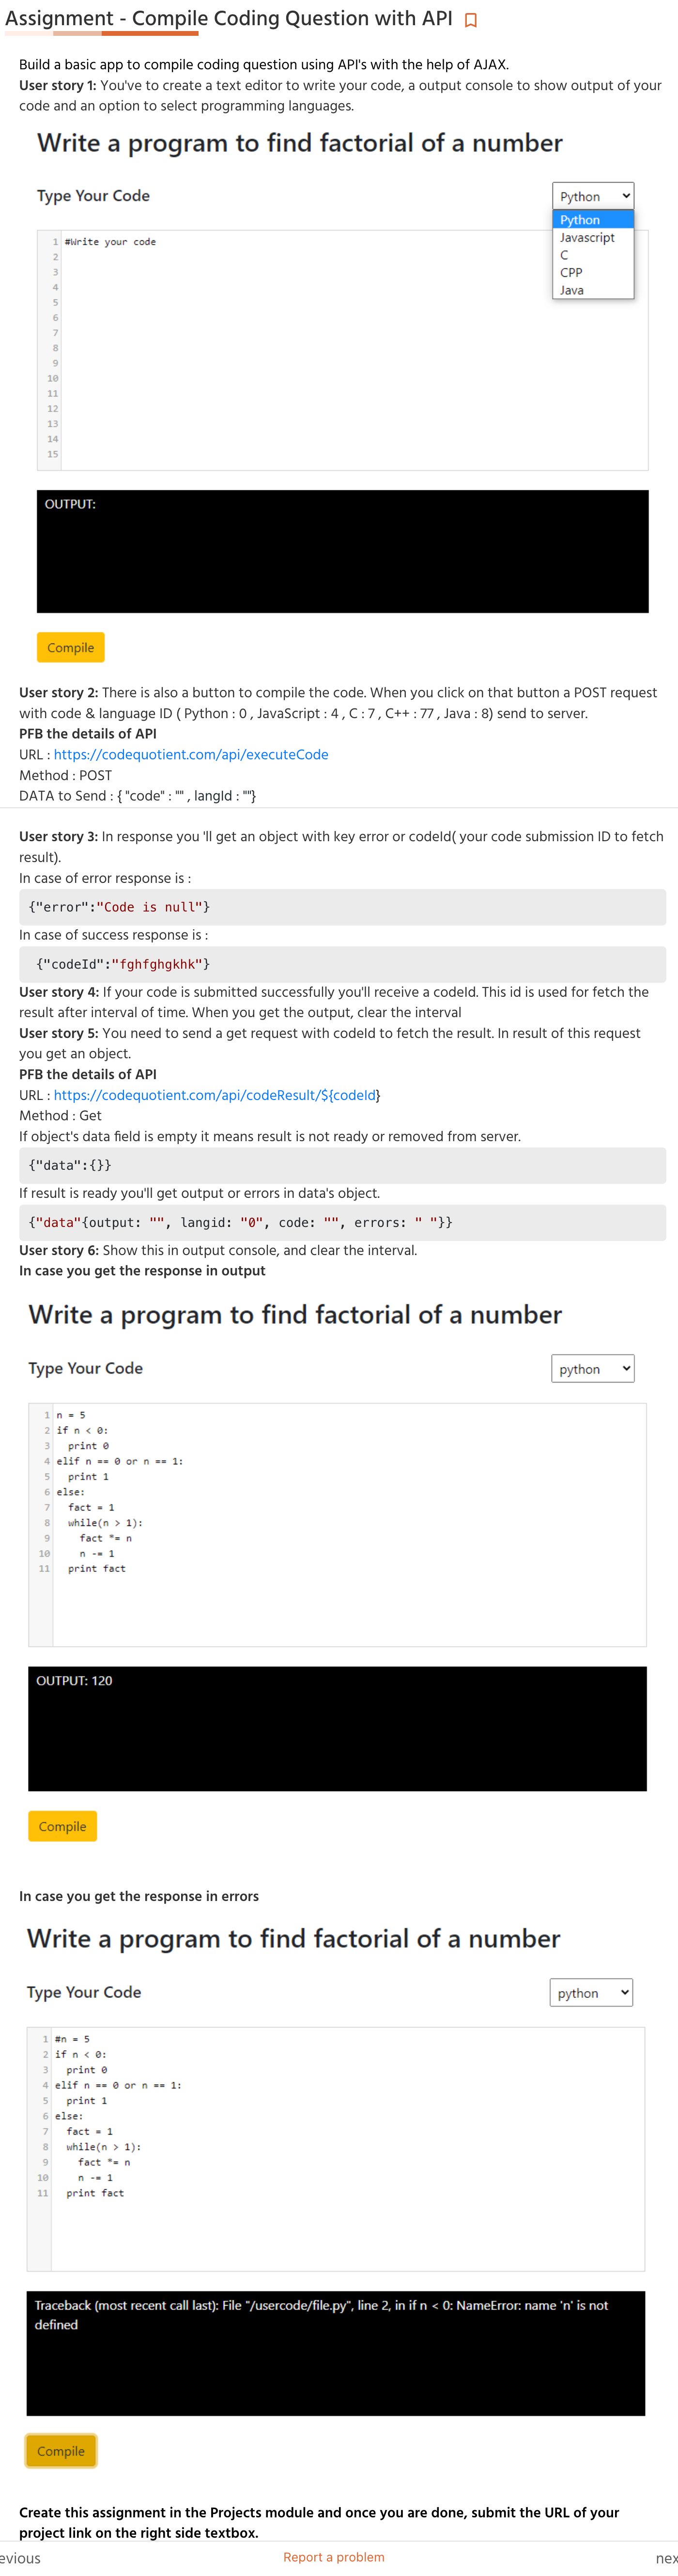 Assignment - Compile Coding Question with API
Build a basic app to compile coding question using API's with the help of AJAX.
User story 1: You've to create a text editor to write your code, a output console to show output of your
code and an option to select programming languages.
Write a program to find factorial of a number
Type Your Code
Python
Python
Javascript
C
CPP
Java
1 #Write your code
2
3
4
5
6
7
8
9
10
11
12
13
14
15
OUTPUT:
Compile
User story 2: There is also a button to compile the code. When you click on that button a POST request
with code & language ID ( Python : 0 , JavaScript : 4 , C : 7 , C++ : 77 , Java : 8) send to server.
PFB the details of API
URL : https://codequotient.com/api/executeCode
Method : POST
DATA to Send : { "code" : "" , langId : ""}
User story 3: In response you 'll get an object with key error or codeId( your code submission ID to fetch
result).
In case of error response is :
{"error":"Code is null"}
In case of success response is :
{"codeId":"fghfghgkhk"}
User story 4: If your code is submitted successfully you'll receive a codeId. This id is used for fetch the
result after interval of time. When you get the output, clear the interval
User story 5: You need to send a get request with codeId to fetch the result. In result of this request
you get an object.
PFB the details of API
URL : https://codequotient.com/api/codeResult/${codeId}
Method : Get
If object's data field is empty it means result is not ready or removed from server.
{"data":{}}
If result is ready you'll get output or errors in data's object.
{"data"{output: "", langid: "0", code: "", errors: " "}}
User story 6: Show this in output console, and clear the interval.
In case you get the response in output
Write a program to find factorial of a number
Type Your Code
python
1 n = 5
2 if n < 0:
3 print 0
4 elif n == 0 or n == 1:
5 print 1
6 else:
7 fact = 1
8 while(n > 1):
9 fact *= n
10 n -= 1
11 print fact
OUTPUT: 120
Compile
In case you get the response in errors
Write a program to find factorial of a number
Type Your Code
python
1 #n = 5
2 if n < 0:
3 print 0
4 elif n == 0 or n == 1:
5 print 1
6 else:
7 fact = 1
8 while(n > 1):
9 fact *= n
10 n -= 1
11 print fact
Traceback (most recent call last): File "/usercode/file.py", line 2, in if n < 0: NameError: name 'n' is not
defined
Compile
Create this assignment in the Projects module and once you are done, submit the URL of your
project link on the right side textbox.
evious
Report a problem
nex